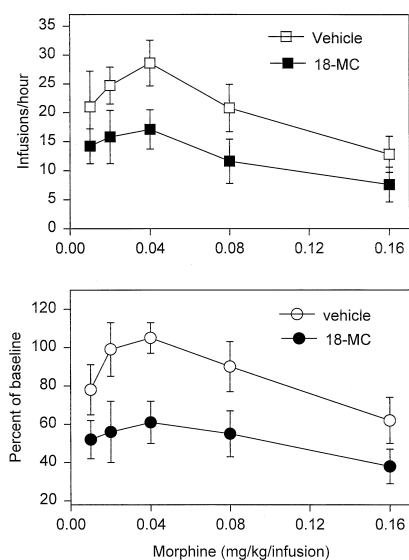 35
30
25
20
15
10
5
0
Infusions/hour
Vehicle
18-MC
0.00 0.04 0.08 0.12 0.16
120
100
80
60
40
20
Percent of baseline
vehicle
18-MC
0.00 0.04 0.08 0.12 0.16
Morphine (mg/kg/infusion)